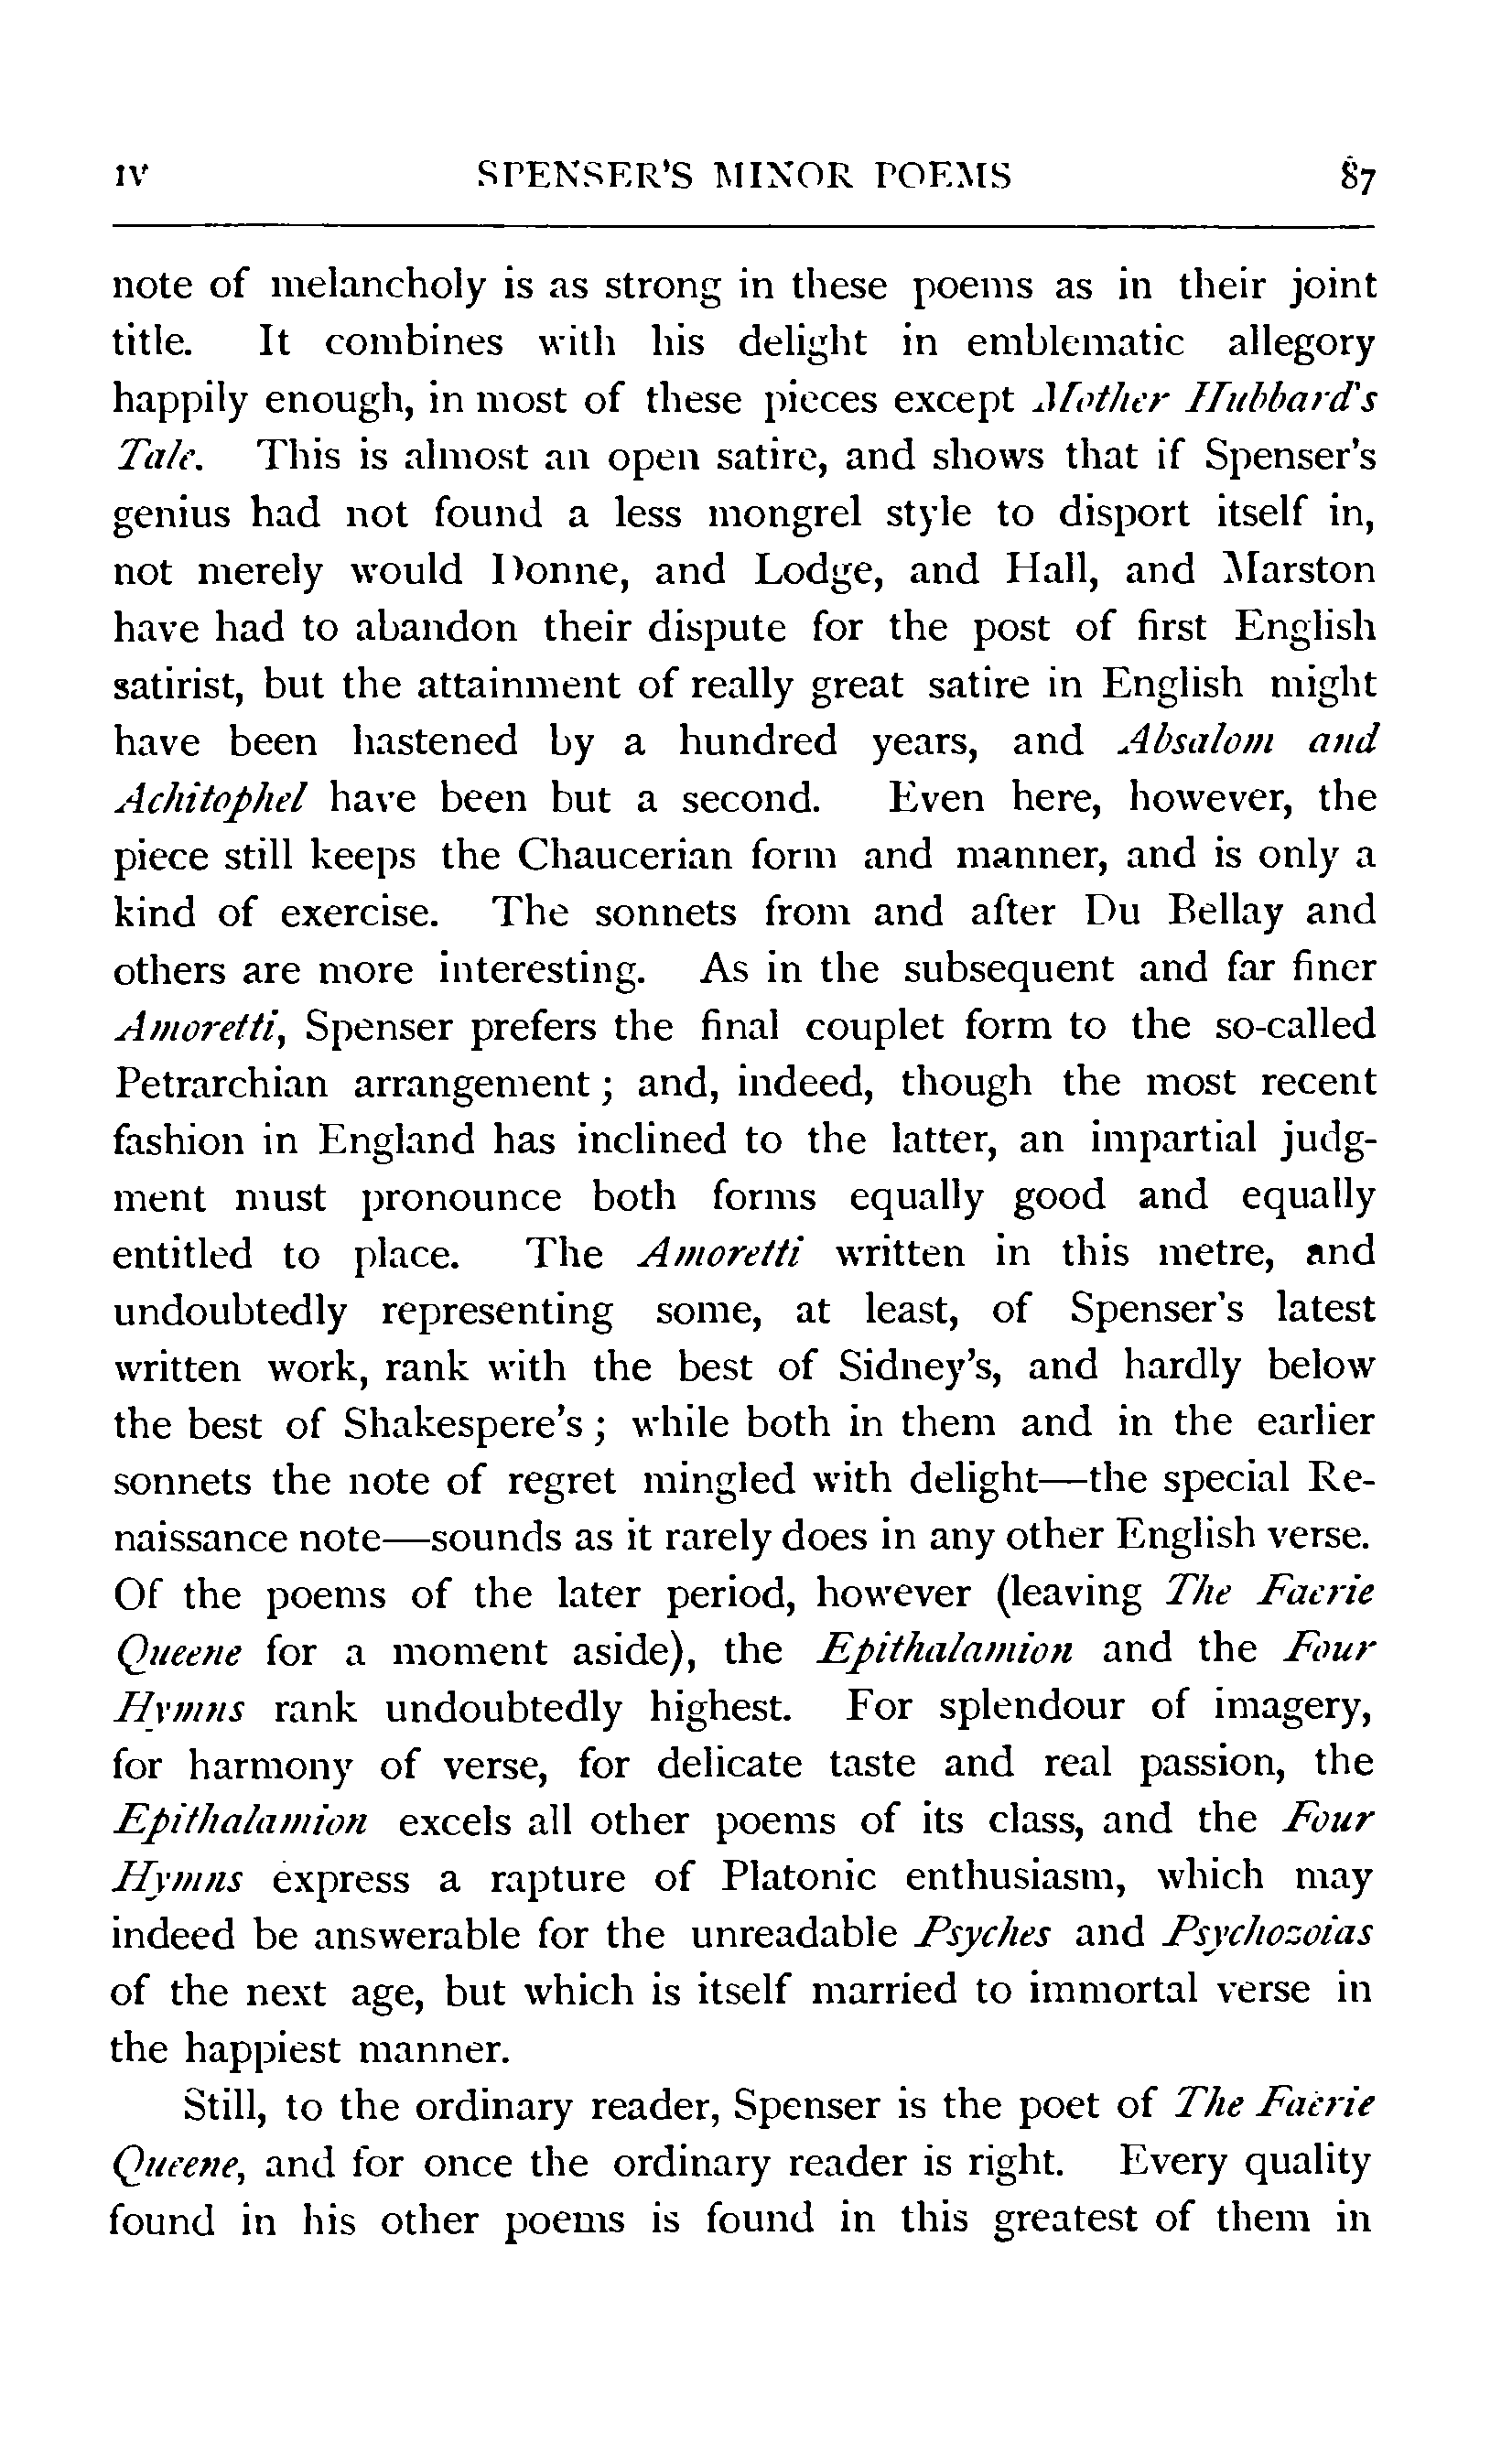 IV SPENSER'S MINOR POEMS 87
note of melancholy is as strong in these poems as in their joint
title. It combines with his delight in emblematic allegory
happily enough, in most of these pieces except Mother Hubbard's
Tale. This is almost an open satire, and shows that if Spenser's
genius had not found a less mongrel style to disport itself in,
not merely would Donne, and Lodge, and Hall, and Marston
have had to abandon their dispute for the post of first English
satirist, but the attainment of really great satire in English might
have been hastened by a hundred years, and Absalom and
Achitophel have been but a second. Even here, however, the
piece still keeps the Chaucerian form and manner, and is only a
kind of exercise. The sonnets from and after Du Bellay and
others are more interesting. As in the subsequent and far finer
Amoretti, Spenser prefers the final couplet form to the so-called
Petrarchian arrangement; and, indeed, though the most recent
fashion in England has inclined to the latter, an impartial judg-
ment must pronounce both forms equally good and equally
entitled to place. The Amoretti written in this metre, and
undoubtedly representing some, at least, of Spenser's latest
written work, rank with the best of Sidney's, and hardly below
the best of Shakespere's; while both in them and in the earlier
sonnets the note of regret mingled with delight—the special Re-
naissance note—sounds as it rarely does in any other English verse.
Of the poems of the later period, however (leaving The Faerie
Queene for a moment aside), the Epithalamion and the Four
Hymns rank undoubtedly highest. For splendour of imagery,
for harmony of verse, for delicate taste and real passion, the
Epithalamion excels all other poems of its class, and the Four
Hymns express a rapture of Platonic enthusiasm, which may
indeed be answerable for the unreadable Psyches and Psychozoias
of the next age, but which is itself married to immortal verse in
the happiest manner.
Still, to the ordinary reader, Spenser is the poet of The Faërie
Queene, and for once the ordinary reader is right. Every quality
found in his other poems is found in this greatest of them in